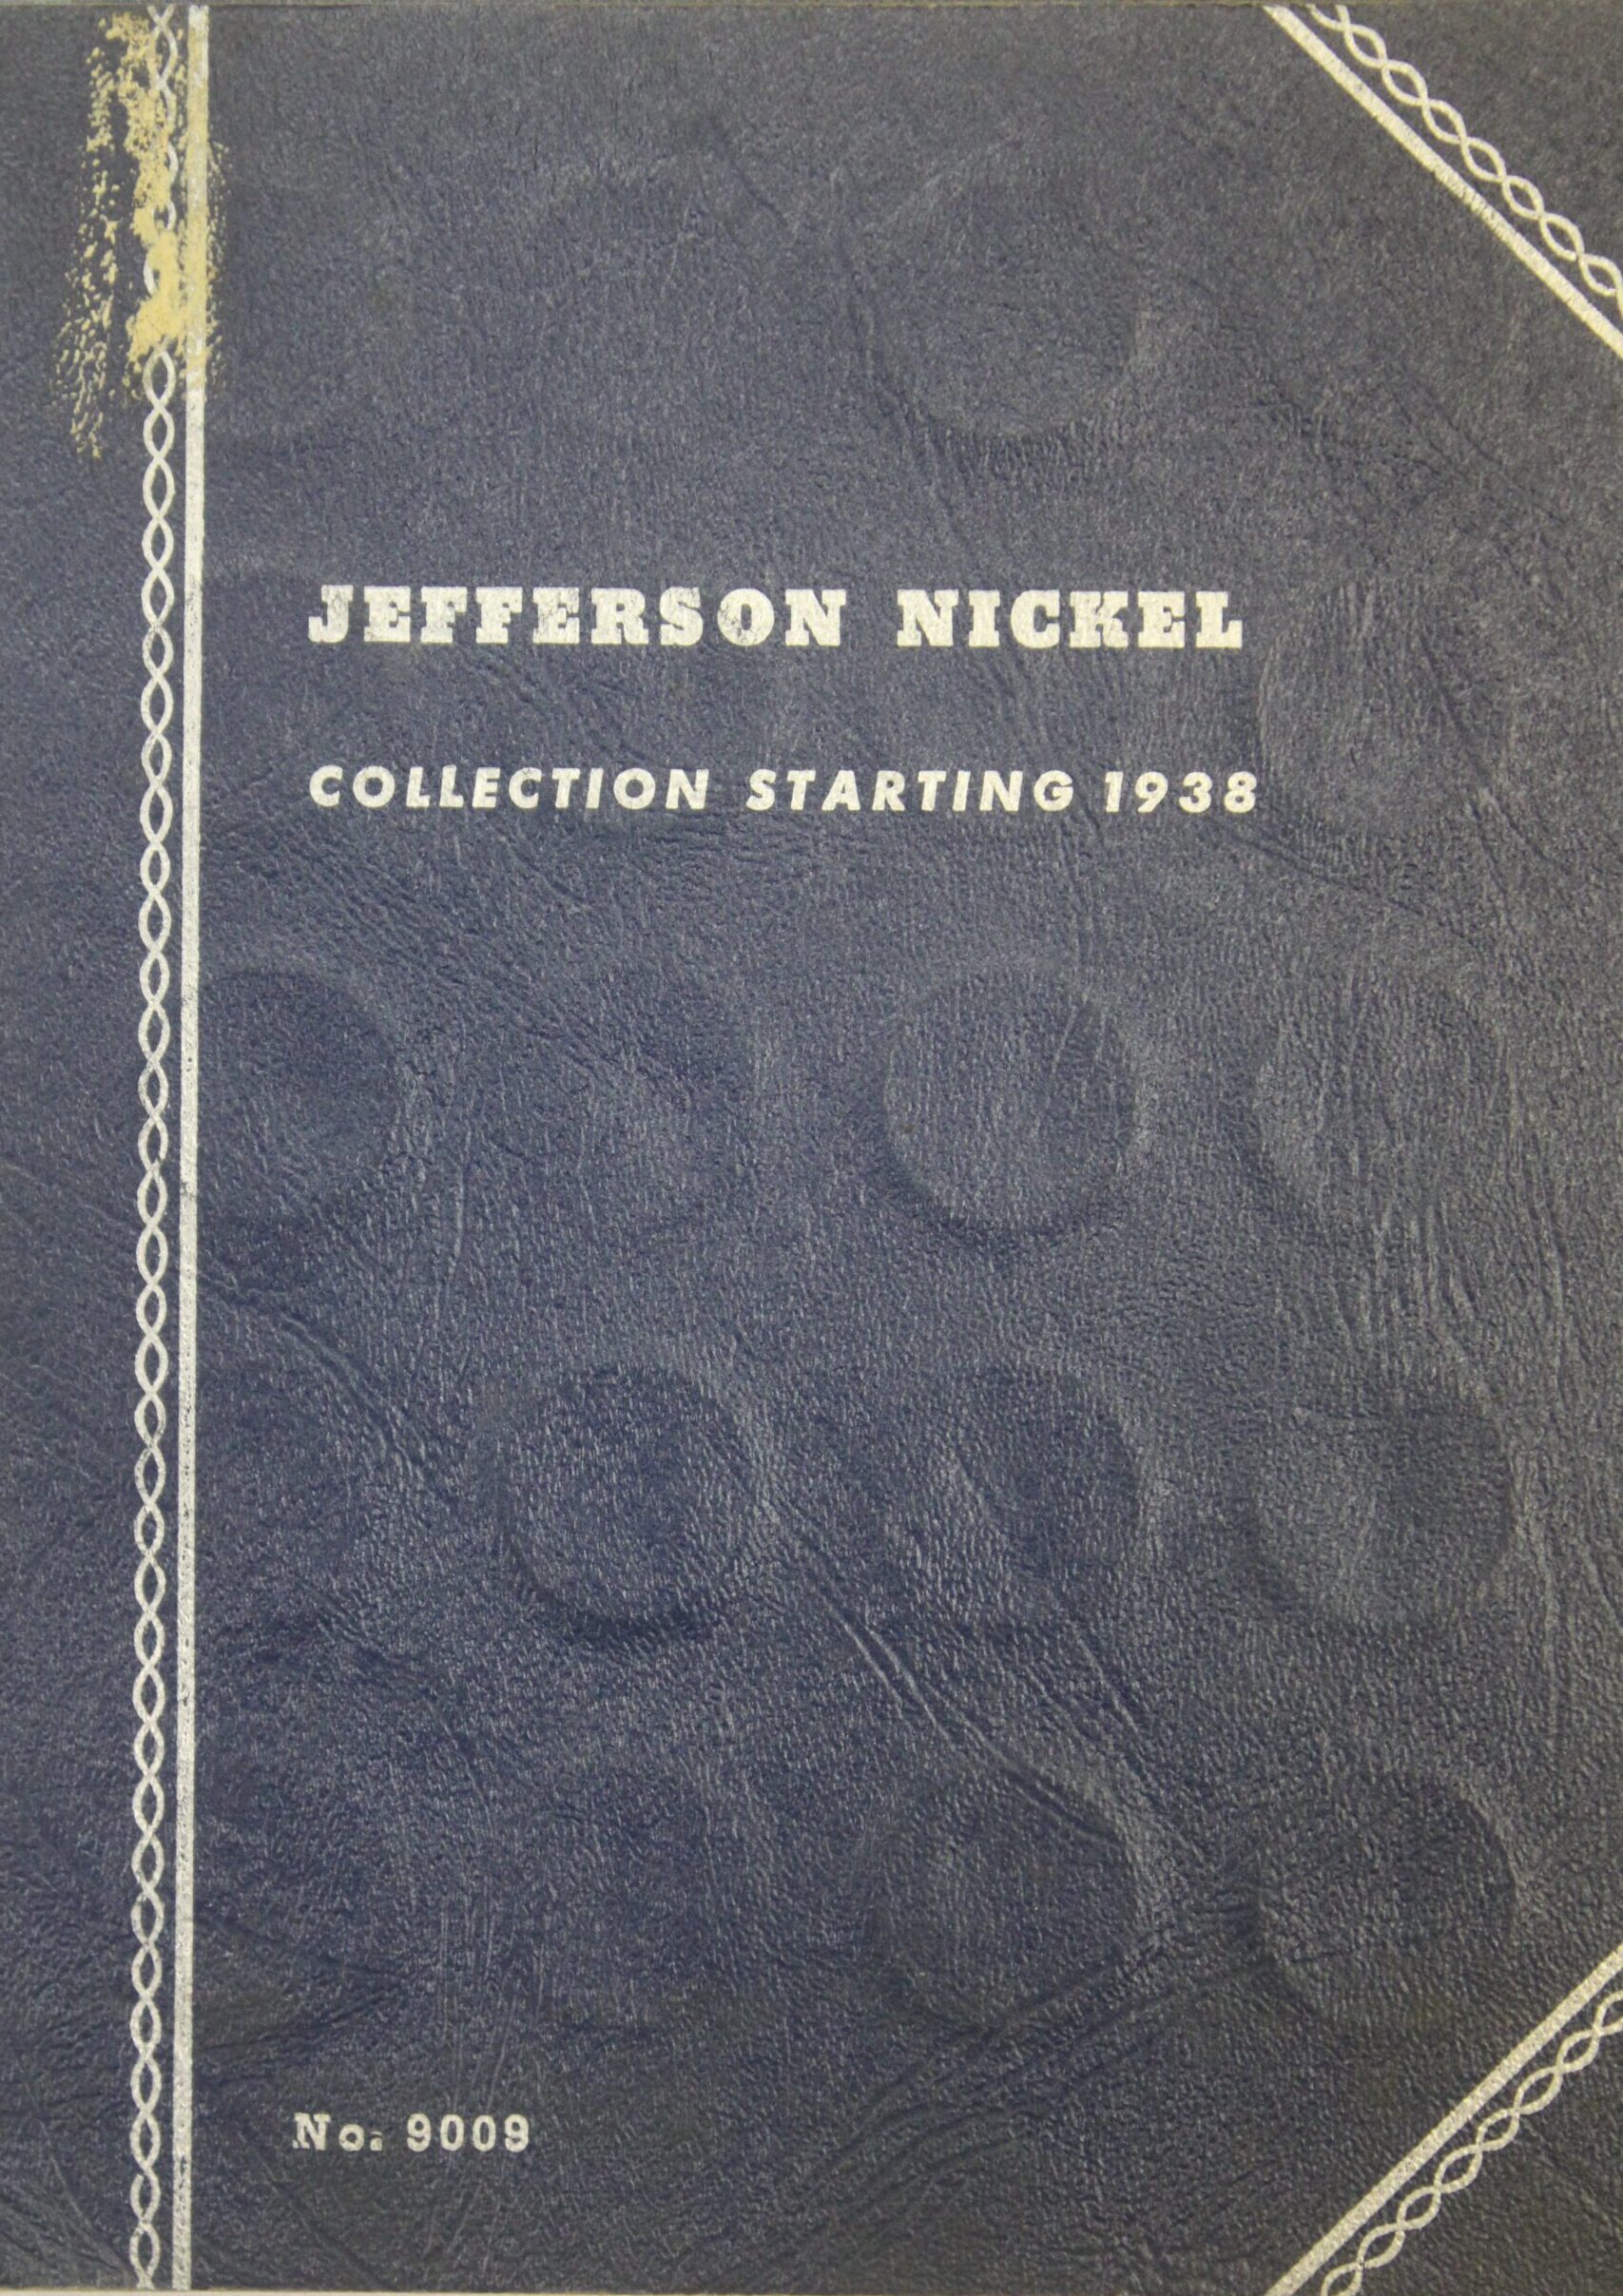 JEFFERSON NICKEL
COLLECTION STARTING 1938
No. 9009